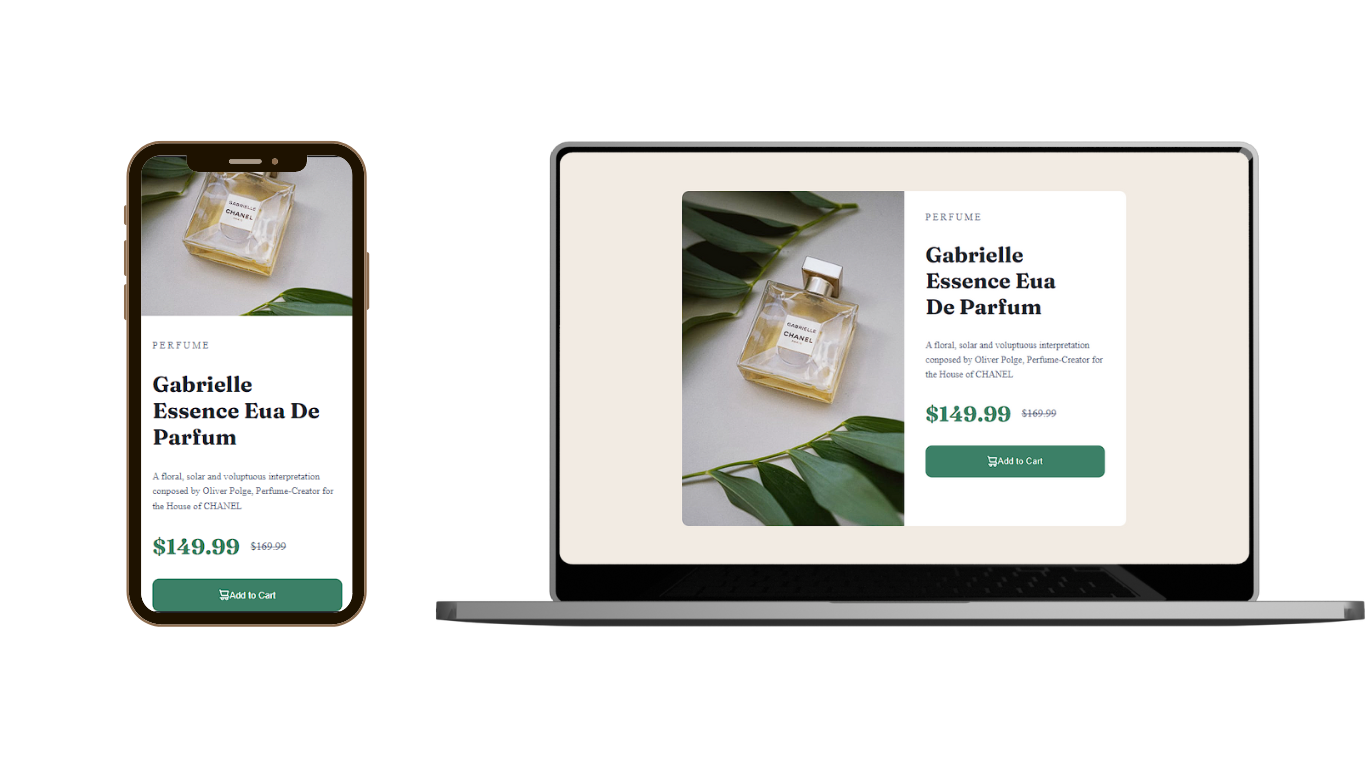 GABRIELLE
CHANEL
PERFUME
Gabrielle
Essence Eua De
Parfum
A floral, solar and voluptuous interpretation
conposed by Oliver Polge, Perfume-Creator for
the House of CHANEL
$149.99 $169.99
Add to Cart
GABRIELLE
CHANEL
PERFUME
Gabrielle
Essence Eua
De Parfum
A floral, solar and voluptuous interpretation
conposed by Oliver Polge, Perfume-Creator for
the House of CHANEL
$149.99 $169.99
Add to Cart